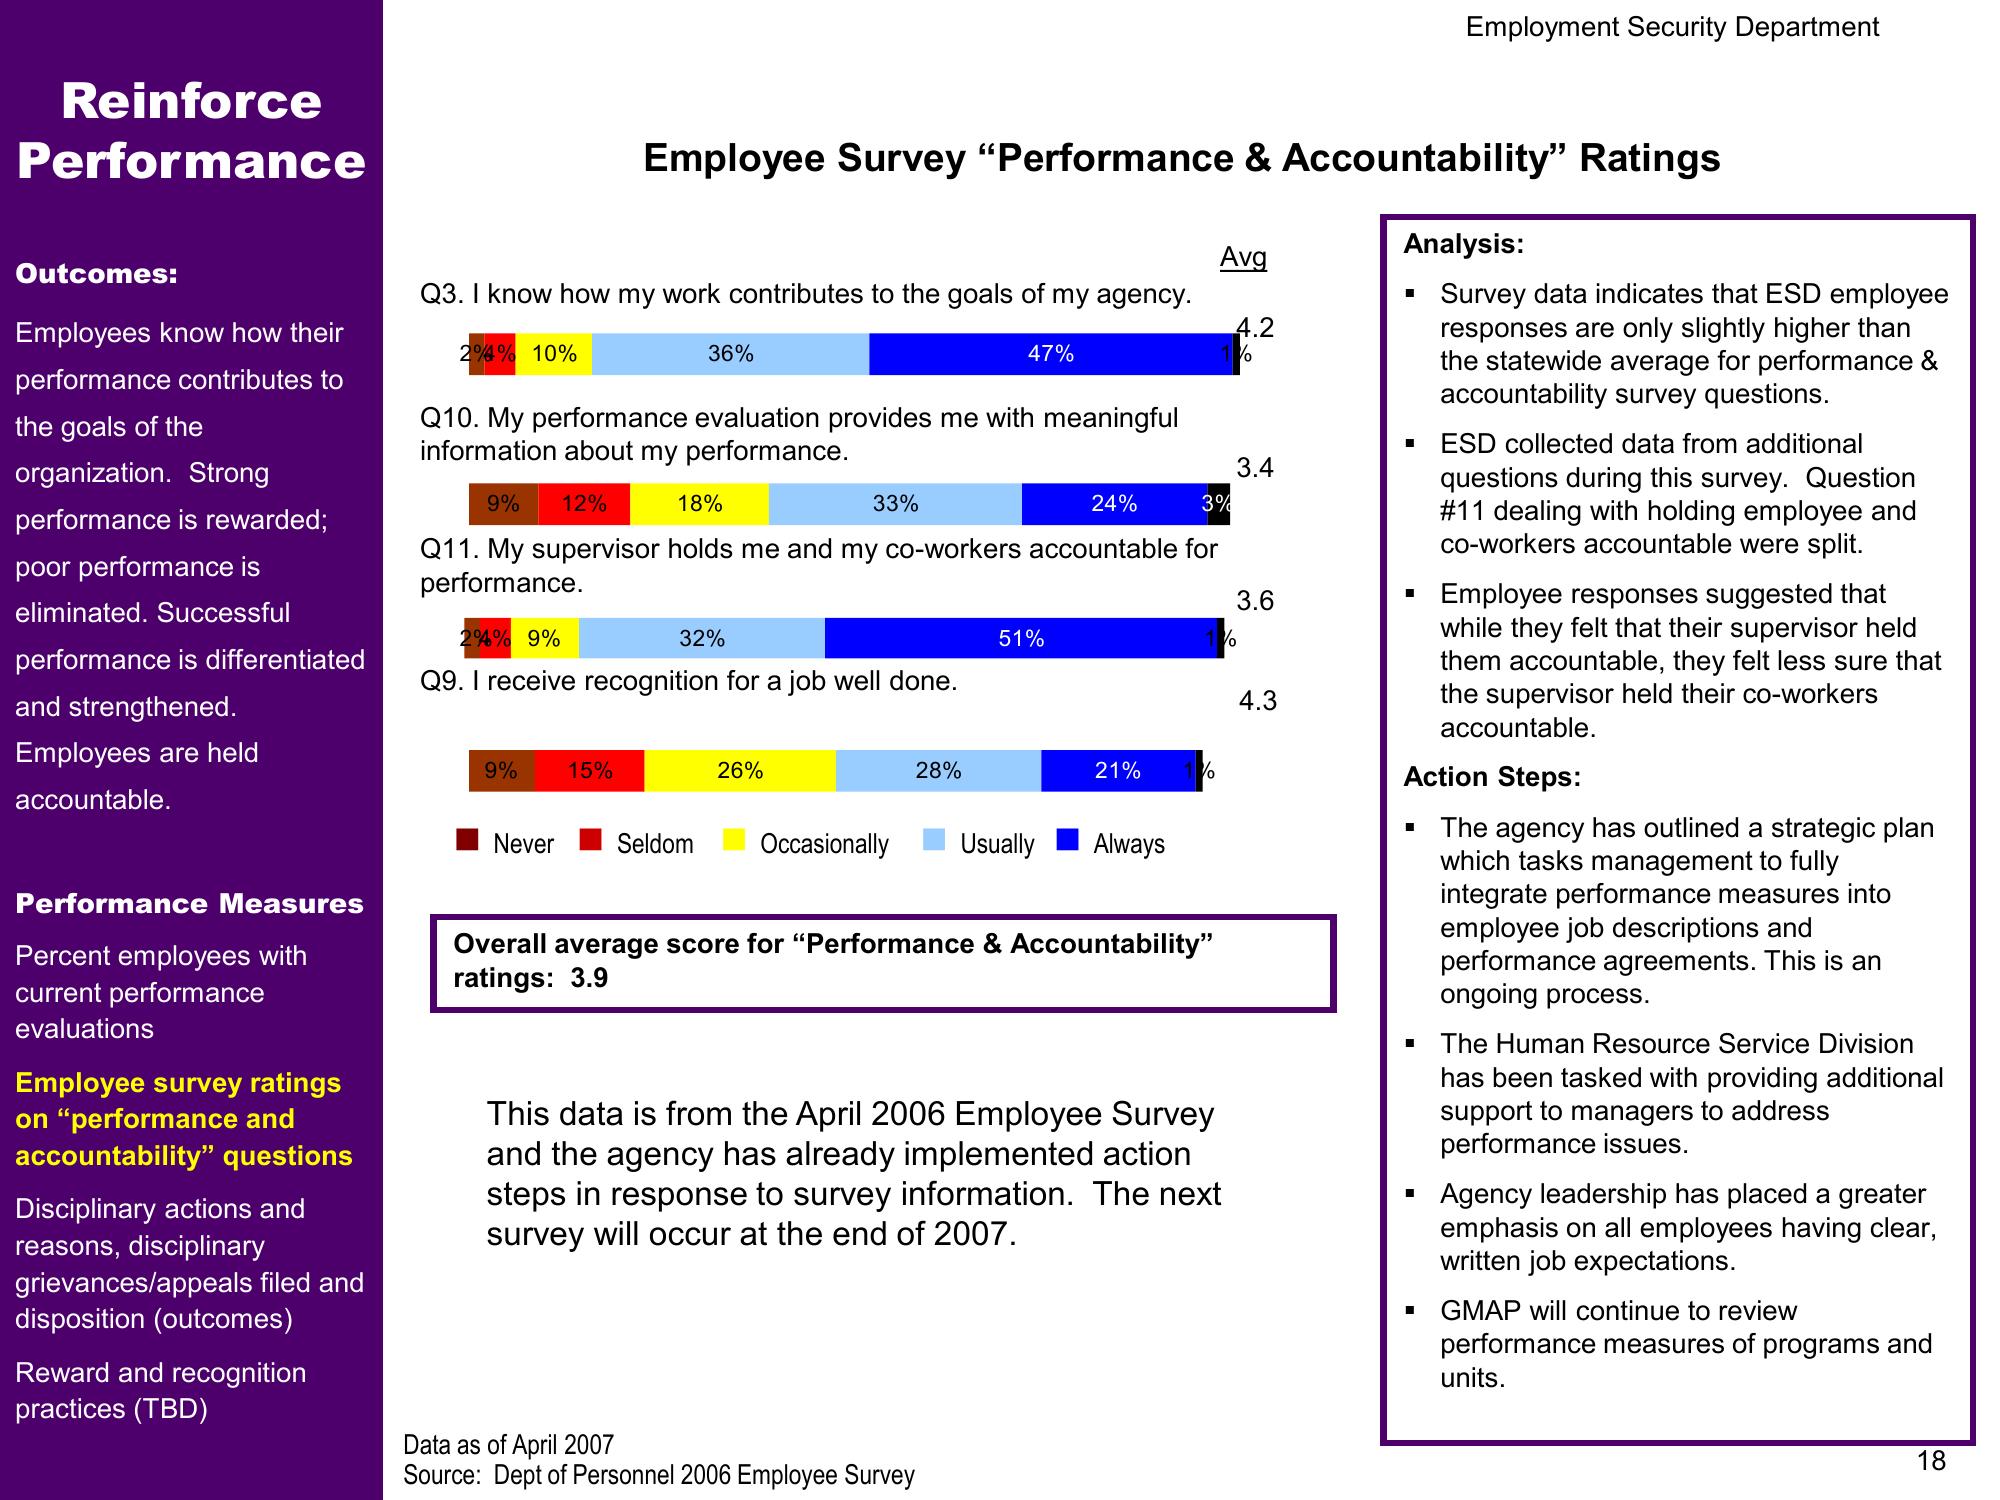 Employment Security Department
Reinforce
Performance
Outcomes:
Employees know how their
performance contributes to
the goals of the
organization.  Strong
performance is rewarded;
poor performance is
eliminated. Successful
performance is differentiated
and strengthened.
Employees are held
accountable.
Performance Measures
Percent employees with
current performance
evaluations
Employee survey ratings
on “performance and
accountability” questions
Disciplinary actions and
reasons, disciplinary
grievances/appeals filed and
disposition (outcomes)
Reward and recognition
practices (TBD)
Employee Survey “Performance & Accountability” Ratings
Avg
Q3. I know how my work contributes to the goals of my agency.
4.2
2% 4% 10% 36% 47% 1%
Q10. My performance evaluation provides me with meaningful
information about my performance.
3.4
9% 12% 18% 33% 24% 3%
Q11. My supervisor holds me and my co-workers accountable for
performance.
3.6
2% 4% 9% 32% 51% 1%
Q9. I receive recognition for a job well done.
4.3
9% 15% 26% 28% 21% 1%
Never Seldom Occasionally Usually Always
Overall average score for “Performance & Accountability”
ratings:  3.9
This data is from the April 2006 Employee Survey
and the agency has already implemented action
steps in response to survey information.  The next
survey will occur at the end of 2007.
Data as of April 2007
Source:  Dept of Personnel 2006 Employee Survey
Analysis:
▪ Survey data indicates that ESD employee
responses are only slightly higher than
the statewide average for performance &
accountability survey questions.
▪ ESD collected data from additional
questions during this survey.  Question
#11 dealing with holding employee and
co-workers accountable were split.
▪ Employee responses suggested that
while they felt that their supervisor held
them accountable, they felt less sure that
the supervisor held their co-workers
accountable.
Action Steps:
▪ The agency has outlined a strategic plan
which tasks management to fully
integrate performance measures into
employee job descriptions and
performance agreements. This is an
ongoing process.
▪ The Human Resource Service Division
has been tasked with providing additional
support to managers to address
performance issues.
▪ Agency leadership has placed a greater
emphasis on all employees having clear,
written job expectations.
▪ GMAP will continue to review
performance measures of programs and
units.
18